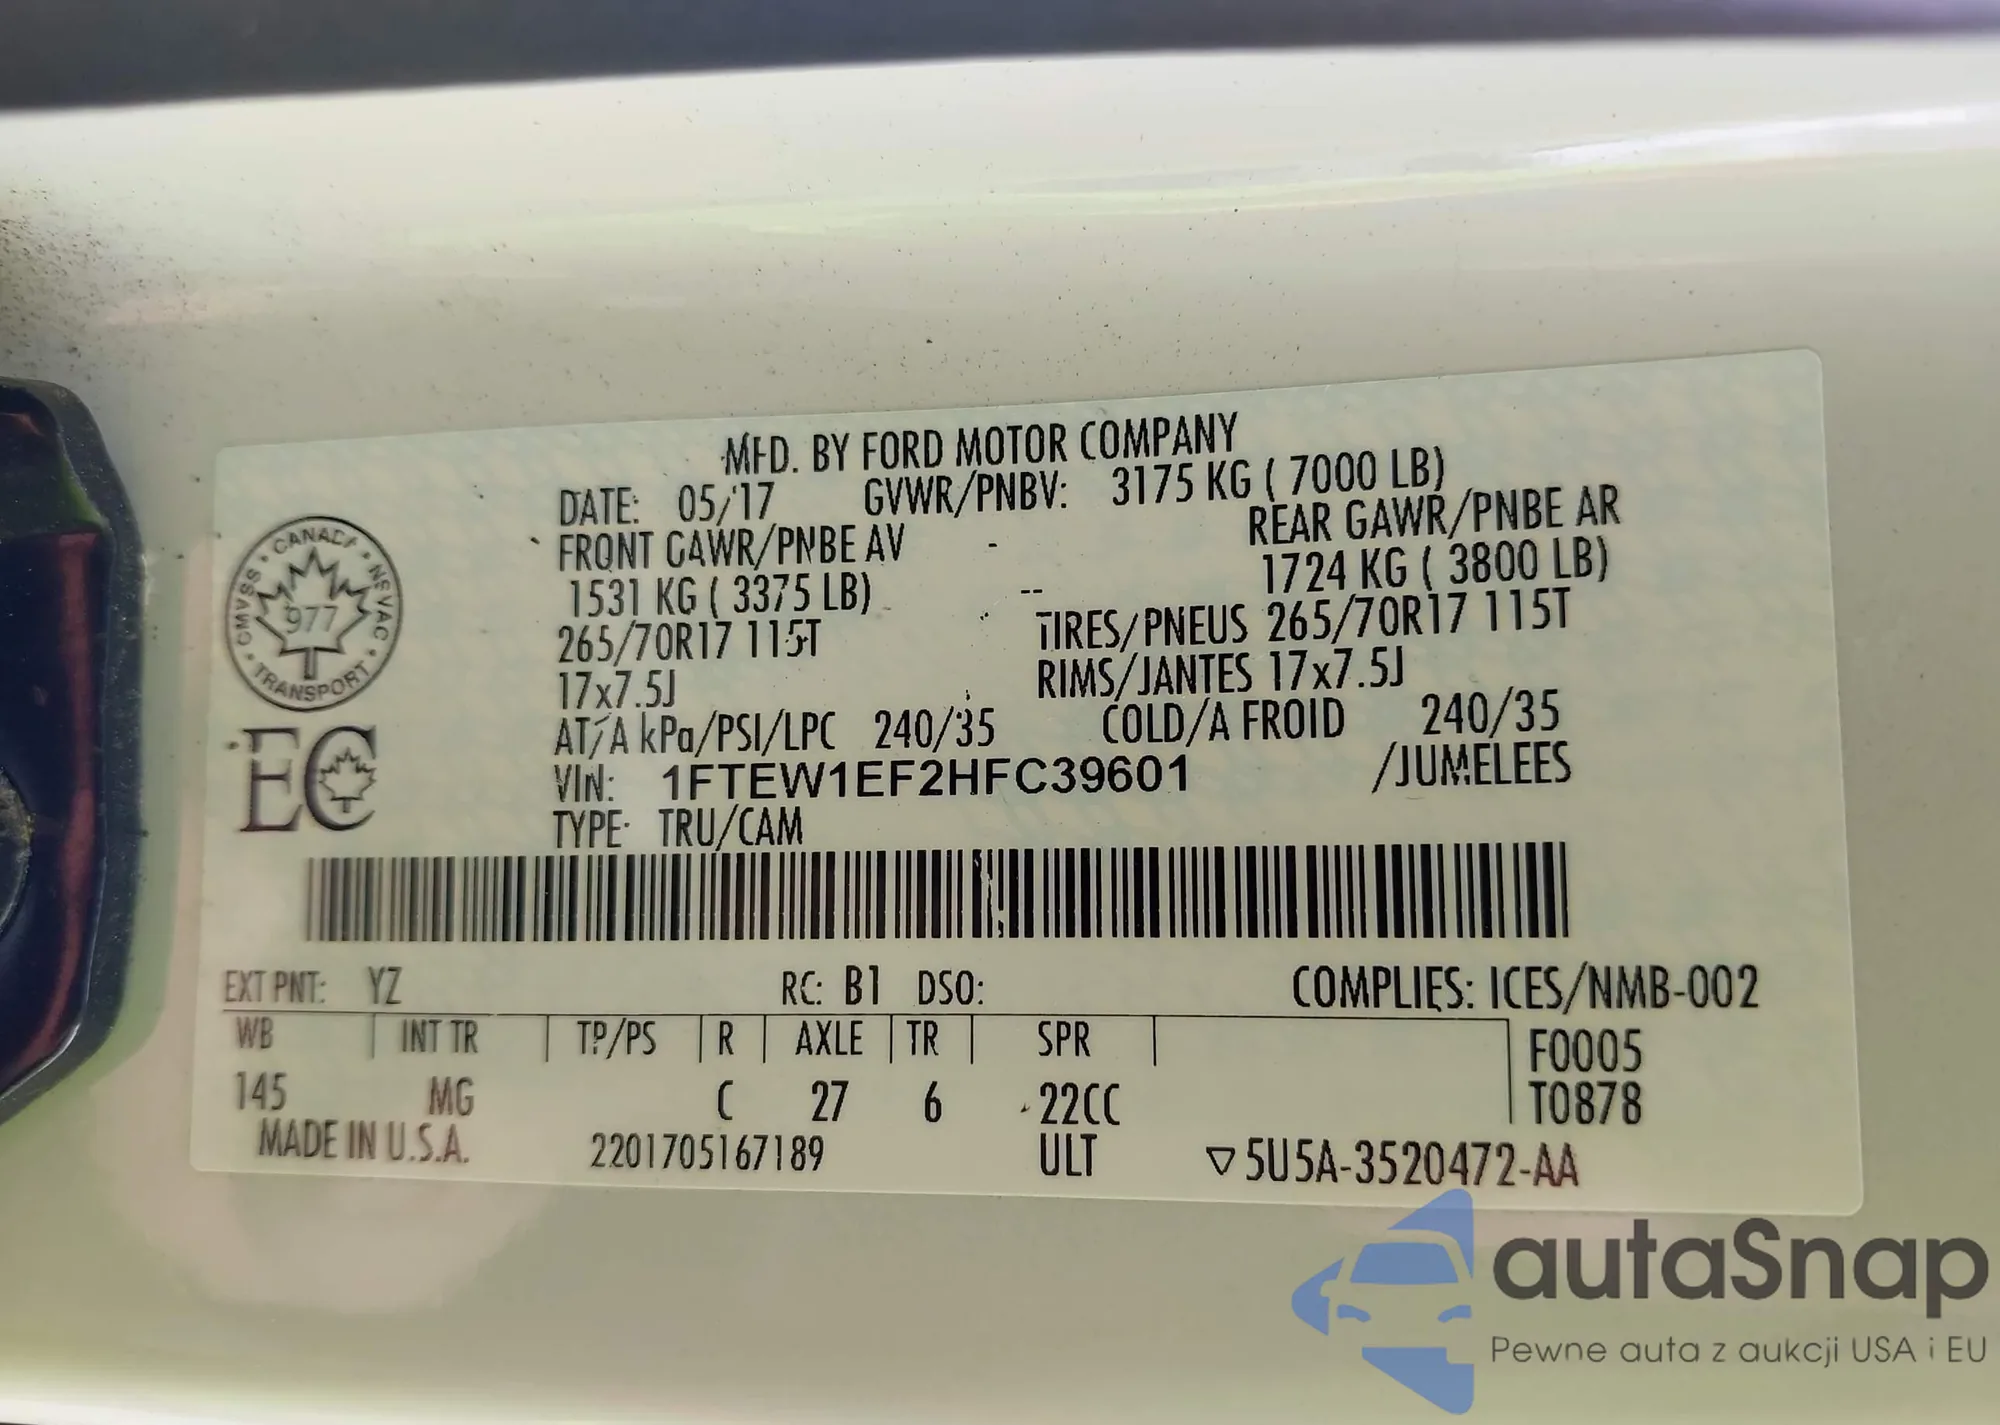 MFD. BY FORD MOTOR COMPANY
DATE: 05/17 GVWR/PNBV: 3175 KG ( 7000 LB)
FRONT GAWR/PNBE AV - REAR GAWR/PNBE AR
1531 KG ( 3375 LB) -- 1724 KG ( 3800 LB)
265/70R17 115T TIRES/PNEUS 265/70R17 115T
17x7.5J RIMS/JANTES 17x7.5J
AT/A kPa/PSI/LPC 240/35 COLD/A FROID 240/35
VIN: 1FTEW1EF2HFC39601 /JUMELEES
TYPE: TRU/CAM
CANADA
CMVSS NSVAC
977
TRANSPORT
EC
EXT PNT: YZ RC: B1 DSO: COMPLIES: ICES/NMB-002
WB INT TR TP/PS R AXLE TR SPR F0005
145 MG C 27 6 22CC T0878
MADE IN U.S.A. 2201705167189 ULT ▽5U5A-3520472-AA
autaSnap
Pewne auta z aukcji USA i EU